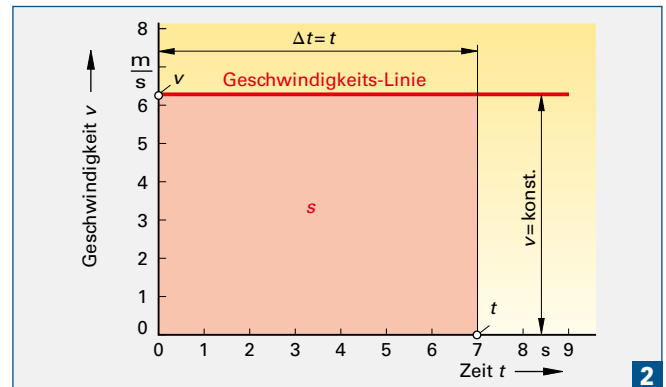 8
Δt = t
m
s
v
Geschwindigkeits-Linie
6
5
4
s
3
2
1
0
Geschwindigkeit v
v = konst.
t
0 1 2 3 4 5 6 7 8 s 9
Zeit t
2